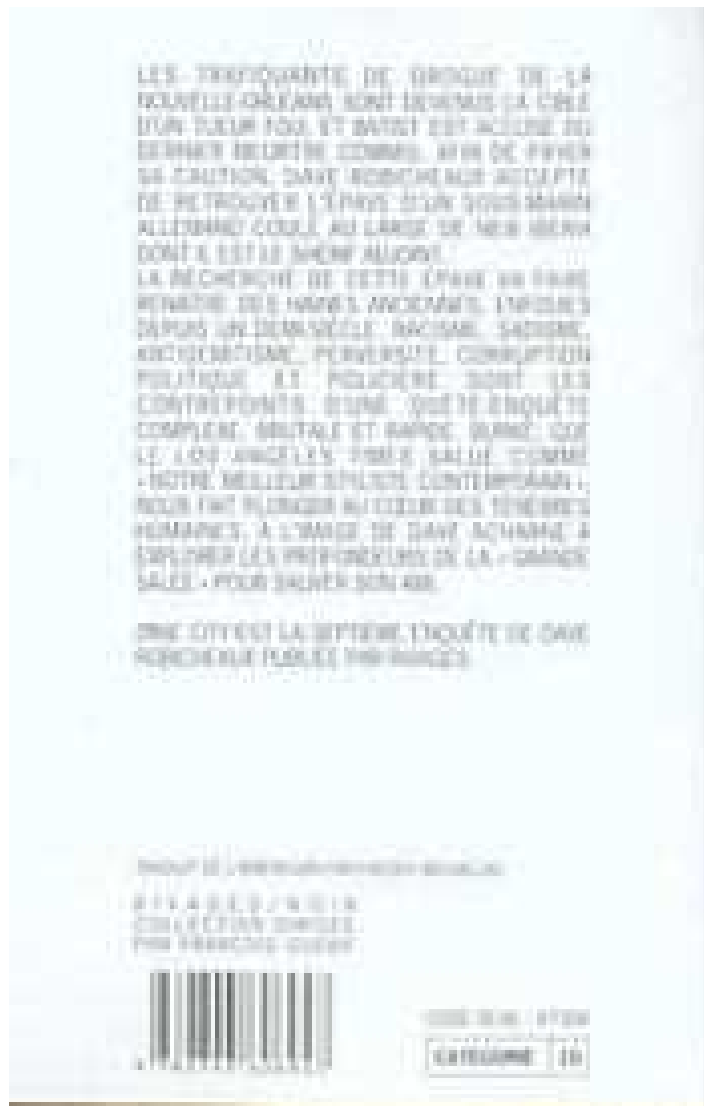 LES TRAFIQUANTS DE DROGUE DE LA
NOUVELLE-ORLÉANS SONT DEVENUS LA CIBLE
D'UN TUEUR FOU, ET BATIST EST ACCUSÉ DU
DERNIER MEURTRE COMMIS. AFIN DE PAYER
SA CAUTION, DAVE ROBICHEAUX ACCEPTE
DE RETROUVER L'ÉPAVE D'UN SOUS-MARIN
ALLEMAND COULÉ AU LARGE DE NEW IBERIA
DONT IL EST LE SHÉRIF ADJOINT.
LA RECHERCHE DE CETTE ÉPAVE VA FAIRE
RENAÎTRE DES HAINES ANCIENNES, ENFOUIES
DEPUIS UN DEMI-SIÈCLE. RACISME, SADISME,
ANTISÉMITISME, PERVERSITÉ, CORRUPTION
POLITIQUE ET POLICIÈRE SONT LES
CONTREPOINTS D'UNE QUÊTE-ENQUÊTE
COMPLEXE, BRUTALE ET RAPIDE. BURKE, QUE
LE LOS ANGELES TIMES SALUE COMME
« NOTRE MEILLEUR STYLISTE CONTEMPORAIN »,
NOUS FAIT PLONGER AU CŒUR DES TÉNÈBRES
HUMAINES, À L'IMAGE DE DAVE ACHARNÉ À
EXPLORER LES PROFONDEURS DE LA « GRANDE
SALÉE » POUR SAUVER SON AMI.
CITY EST LA SEPTIÈME ENQUÊTE DE DAVE
ROBICHEAUX PUBLIÉE PAR RIVAGES.
TRADUIT DE L'AMÉRICAIN PAR
RIVAGES/NOIR
COLLECTION DIRIGÉE
PAR FRANÇOIS GUÉRIF
CATÉGORIE 10